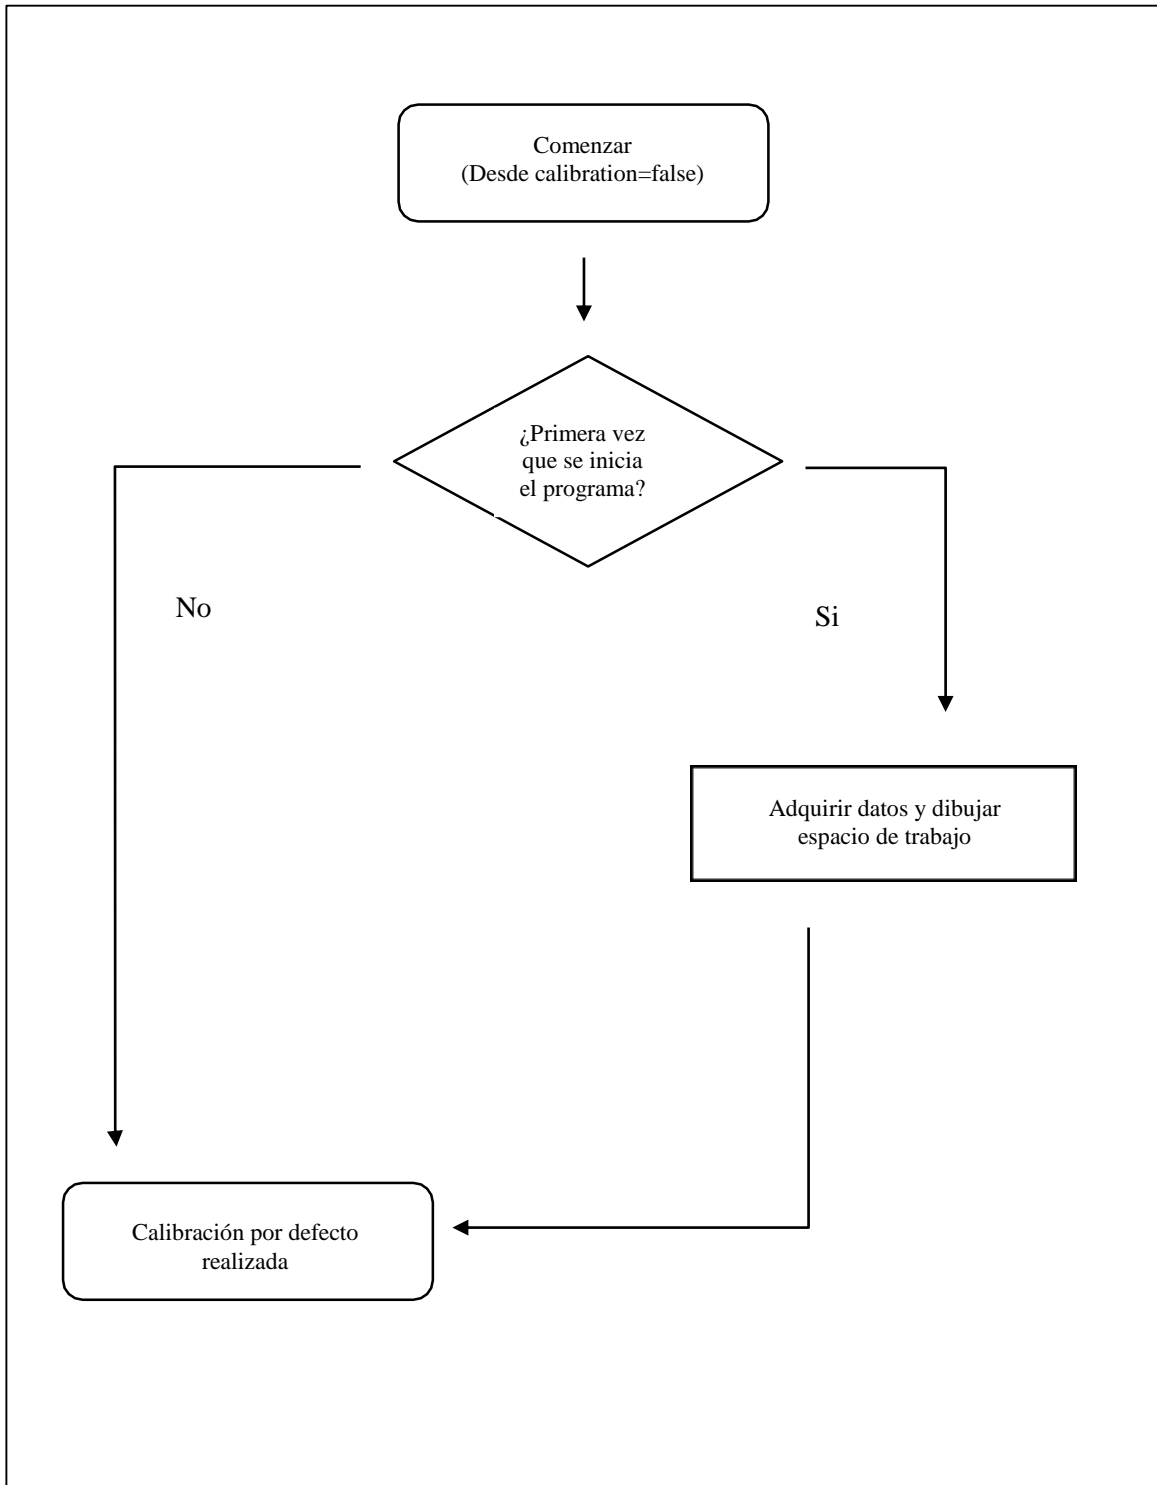 Comenzar
(Desde calibration=false)
¿Primera vez
que se inicia
el programa?
No
Si
Adquirir datos y dibujar
espacio de trabajo
Calibración por defecto
realizada